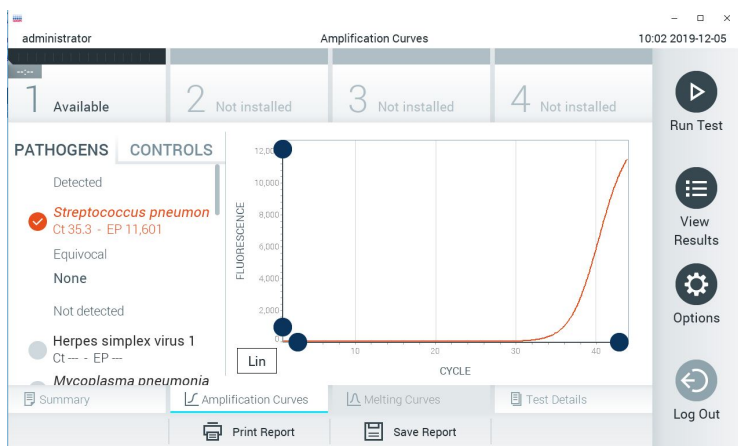 administrator
Amplification Curves
10:02 2019-12-05
--:--
1 Available
2 Not installed
3 Not installed
4 Not installed
Run Test
PATHOGENS
CONTROLS
Detected
Streptococcus pneumon
Ct 35.3 - EP 11,601
Equivocal
None
Not detected
Herpes simplex virus 1
Ct --- - EP ---
Mycoplasma pneumonia
FLUORESCENCE
12,00
10,000
8,000
6,000
4,000
2,000
0
10
20
30
40
CYCLE
Lin
View
Results
Options
Log Out
Summary
Amplification Curves
Melting Curves
Test Details
Print Report
Save Report